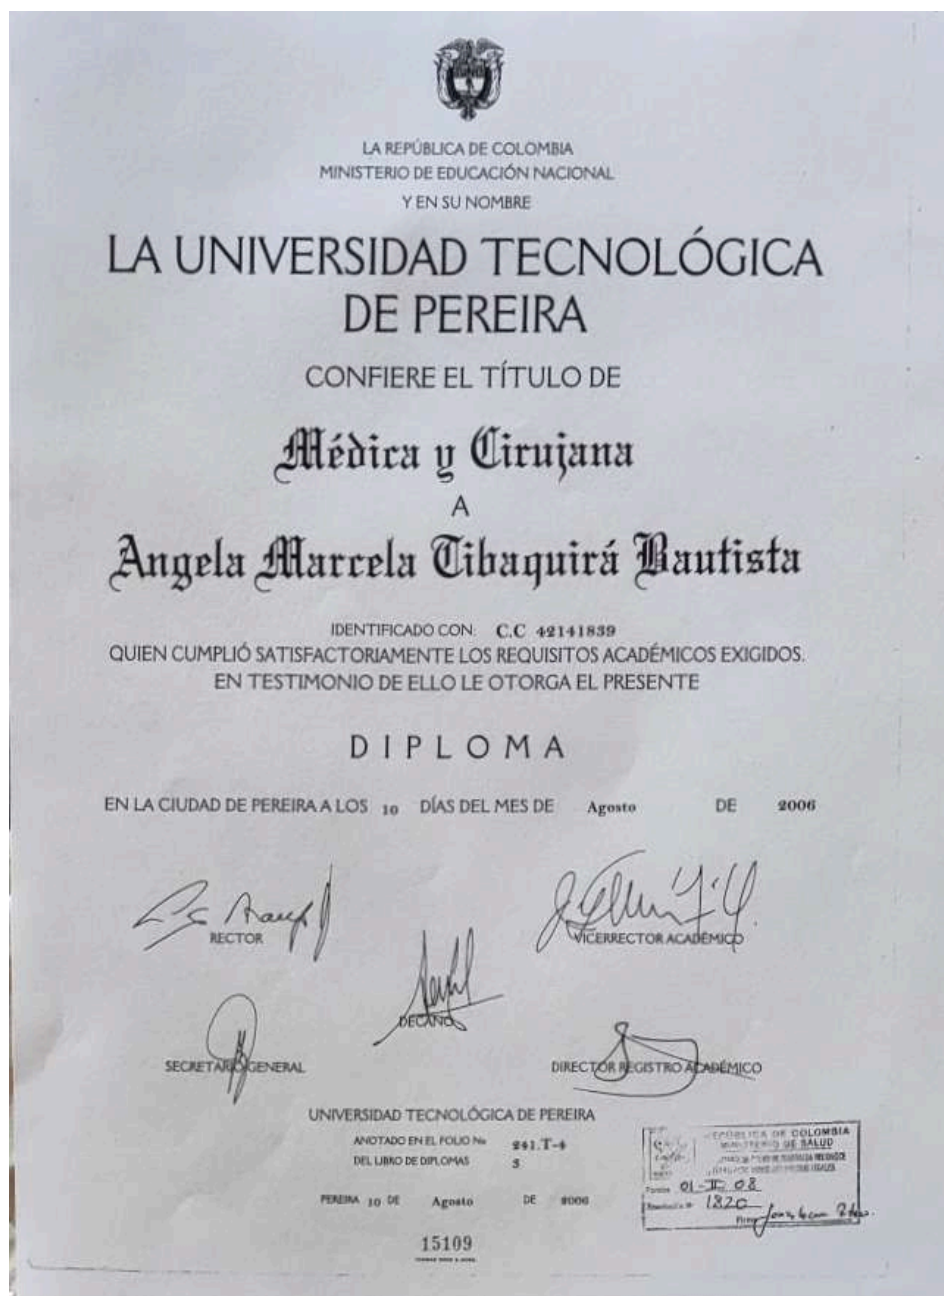 LA REPÚBLICA DE COLOMBIA
MINISTERIO DE EDUCACIÓN NACIONAL
Y EN SU NOMBRE
LA UNIVERSIDAD TECNOLÓGICA
DE PEREIRA
CONFIERE EL TÍTULO DE
Médica y Cirujana
A
Angela Marcela Tibaquirá Bautista
IDENTIFICADO CON: C.C 42141839
QUIEN CUMPLIÓ SATISFACTORIAMENTE LOS REQUISITOS ACADÉMICOS EXIGIDOS.
EN TESTIMONIO DE ELLO LE OTORGA EL PRESENTE
DIPLOMA
EN LA CIUDAD DE PEREIRA A LOS 10 DÍAS DEL MES DE Agosto DE 2006
RECTOR
VICERRECTOR ACADÉMICO
DECANO
SECRETARIO GENERAL
DIRECTOR REGISTRO ACADÉMICO
UNIVERSIDAD TECNOLÓGICA DE PEREIRA
ANOTADO EN EL FOLIO No 241.T-4
DEL LIBRO DE DIPLOMAS 5
PEREIRA 10 DE Agosto DE 2006
15109
REPÚBLICA DE COLOMBIA
MINISTERIO DE SALUD
01-II-08
1820